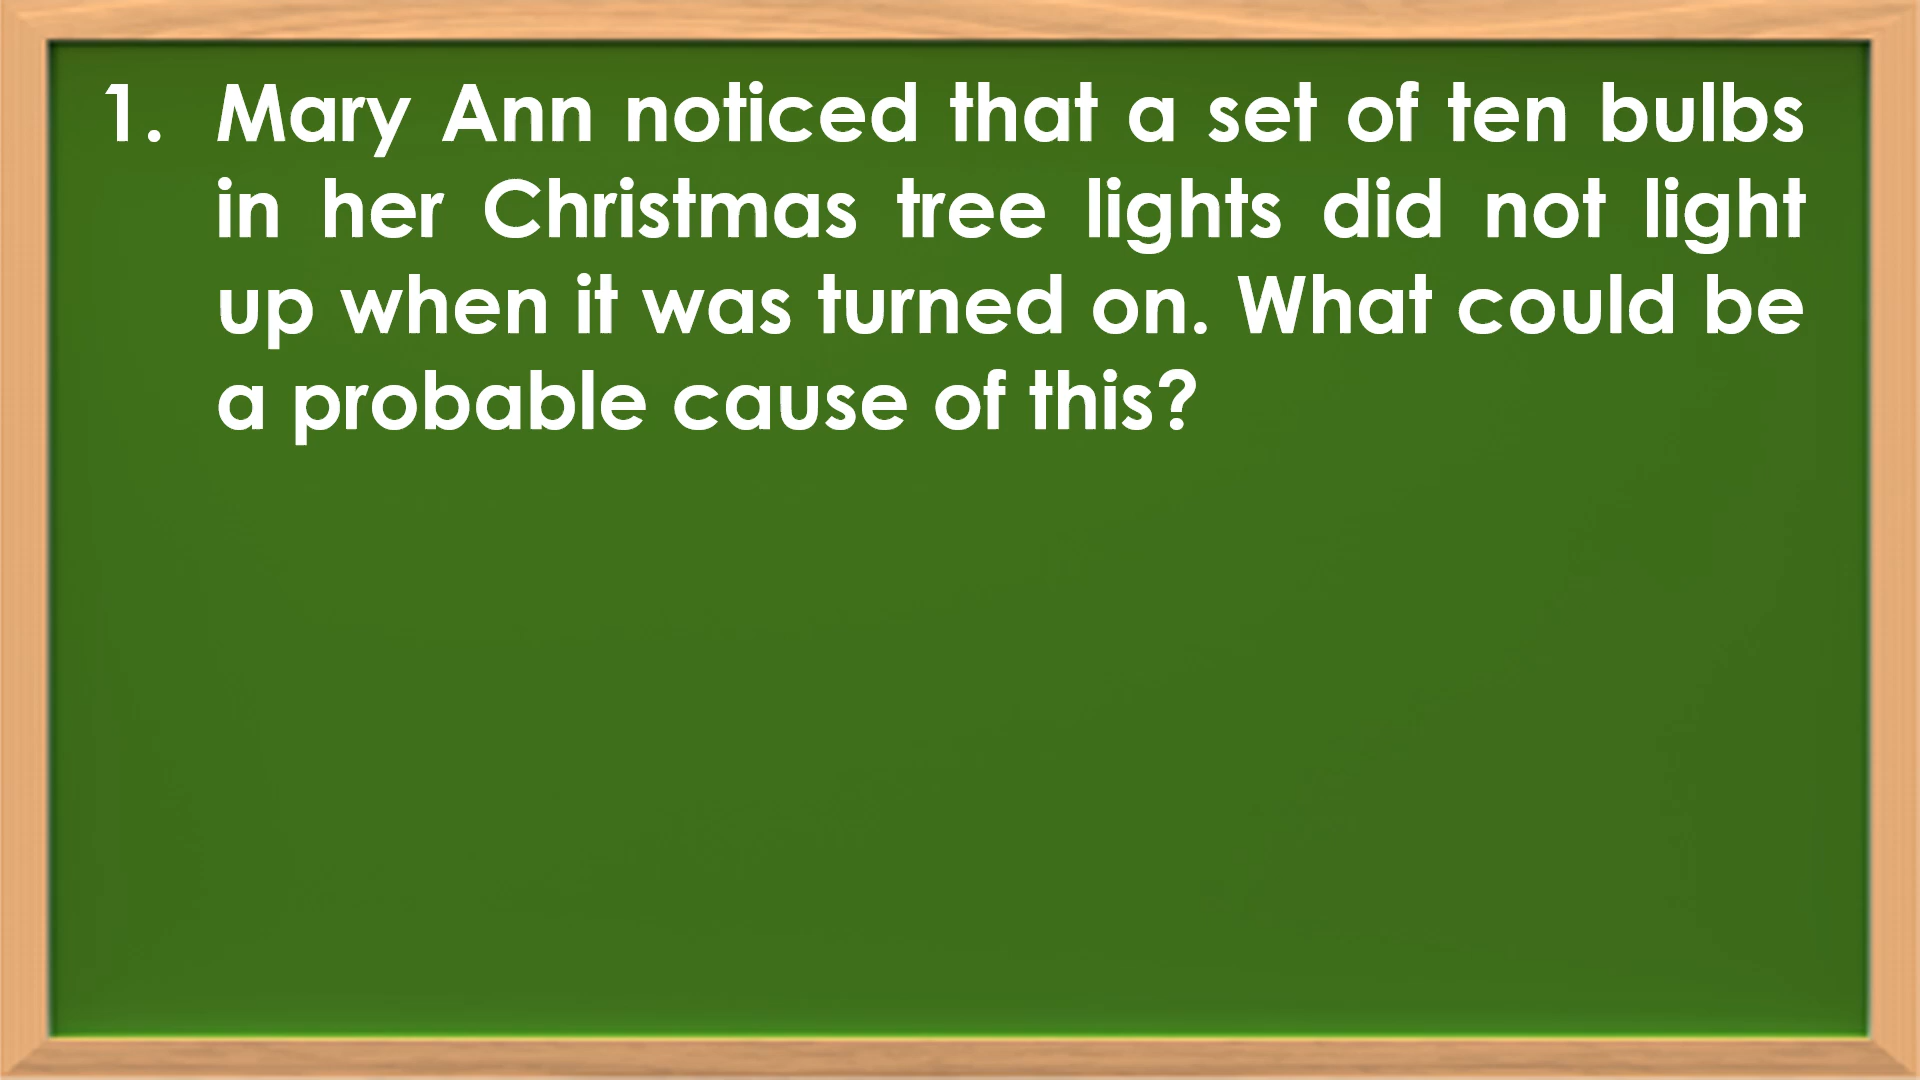 1. Mary Ann noticed that a set of ten bulbs
in her Christmas tree lights did not light
up when it was turned on. What could be
a probable cause of this?